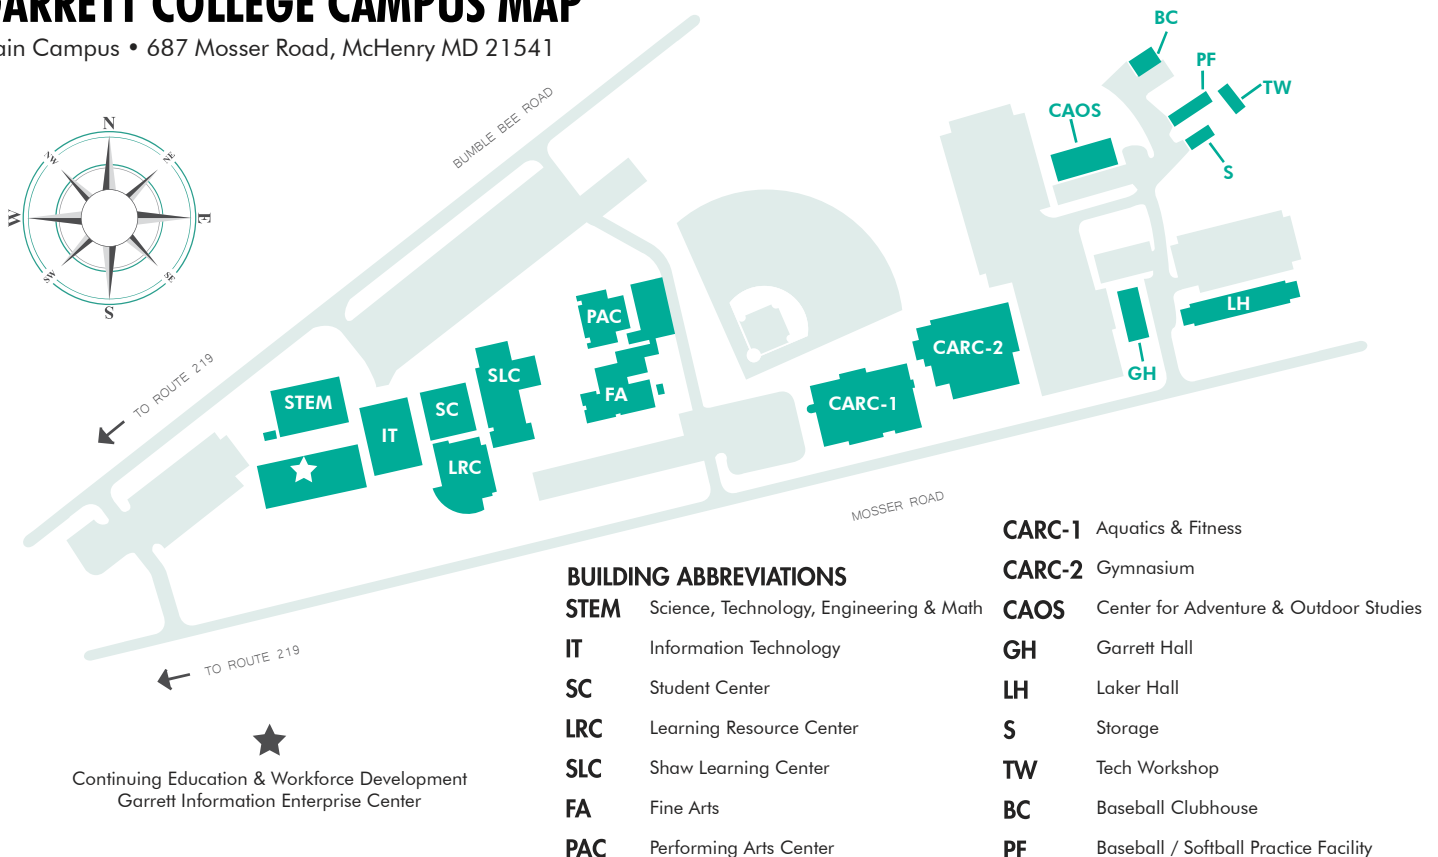 GARRETT COLLEGE CAMPUS MAP
ain Campus • 687 Mosser Road, McHenry MD 21541
N
NW
NE
W
E
SW
SE
S
BUMBLE BEE ROAD
TO ROUTE 219
BC
PF
TW
CAOS
S
PAC
LH
CARC-2
GH
SLC
FA
STEM
SC
CARC-1
IT
LRC
MOSSER ROAD
TO ROUTE 219
Continuing Education & Workforce Development
Garrett Information Enterprise Center
BUILDING ABBREVIATIONS
STEM Science, Technology, Engineering & Math
IT Information Technology
SC Student Center
LRC Learning Resource Center
SLC Shaw Learning Center
FA Fine Arts
PAC Performing Arts Center
CARC-1 Aquatics & Fitness
CARC-2 Gymnasium
CAOS Center for Adventure & Outdoor Studies
GH Garrett Hall
LH Laker Hall
S Storage
TW Tech Workshop
BC Baseball Clubhouse
PF Baseball / Softball Practice Facility